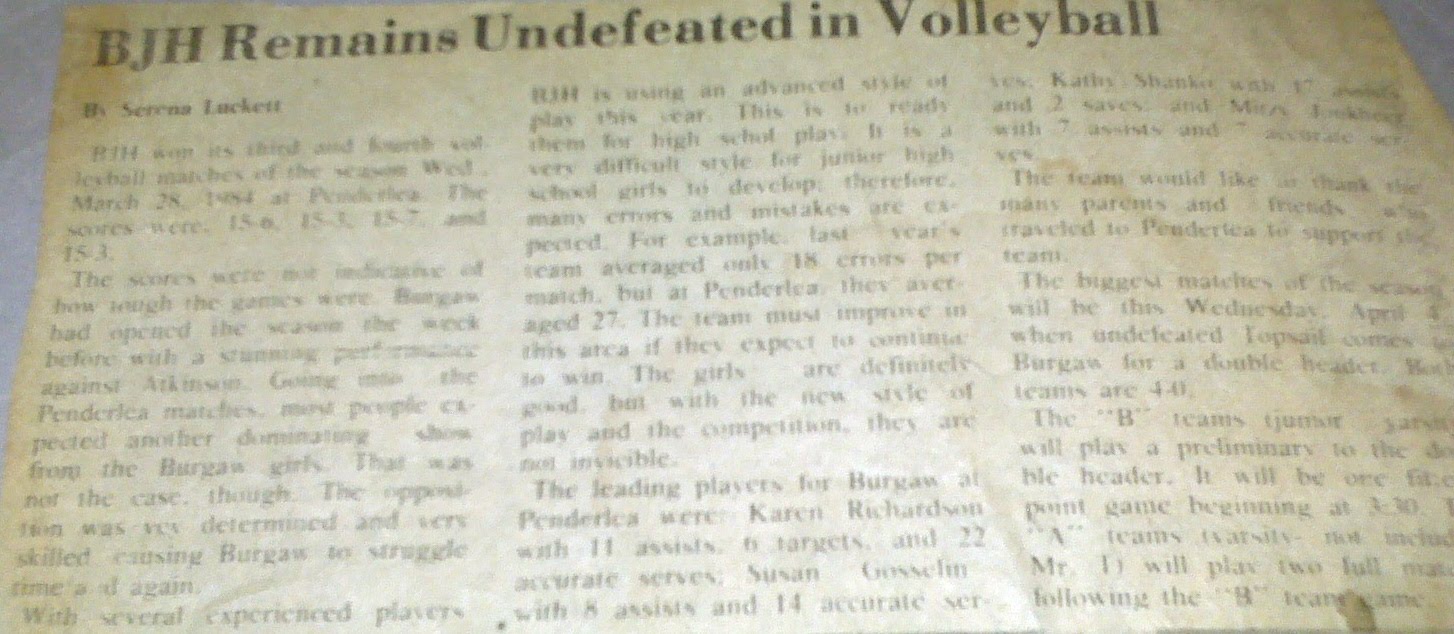 BJH Remains Undefeated in Volleyball
By Serena Luckett
BJH won its third and fourth vol-
leyball matches of the season Wed.,
March 28, 1984 at Penderlea. The
scores were, 15-6, 15-3, 15-7, and
15-3.
The scores were not indicative of
how tough the games were. Burgaw
had opened the season the week
before with a stunning performance
against Atkinson. Going into the
Penderlea matches, most people ex-
pected another dominating show
from the Burgaw girls. That was
not the case, though. The opposi-
tion was vey determined and very
skilled causing Burgaw to struggle
time a d again.
With several experienced players
BJH is using an advanced style of
play this year. This is to ready
them for high schol play. It is a
very difficult style for junior high
school girls to develop; therefore,
many errors and mistakes are ex-
pected. For example, last year's
team averaged only 18 errors per
match, but at Penderlea, they aver-
aged 27. The team must improve in
this area if they expect to continue
to win. The girls are definitely
good, but with the new style of
play and the competition, they are
not invicible.
The leading players for Burgaw at
Penderlea were: Karen Richardson
with 11 assists, 6 targets, and 22
accurate serves; Susan Gosselin
with 8 assists and 14 accurate ser-
ves; Kathy Shanko with 17 assists
and 2 saves; and Mitzy
with 7 assists and 7 accurate ser-
ves.
The team would like to thank the
many parents and friends who
traveled to Penderlea to support the
team.
The biggest matches of the season
will be this Wednesday, April 4
when undefeated Topsail comes to
Burgaw for a double header. Both
teams are 4-0.
The "B" teams (junior varsity
will play a preliminary to the do
ble header. It will be one fif
point game beginning at 3:30.
"A" teams (varsity- not includ
Mr. D) will play two full mat
following the "B" team game